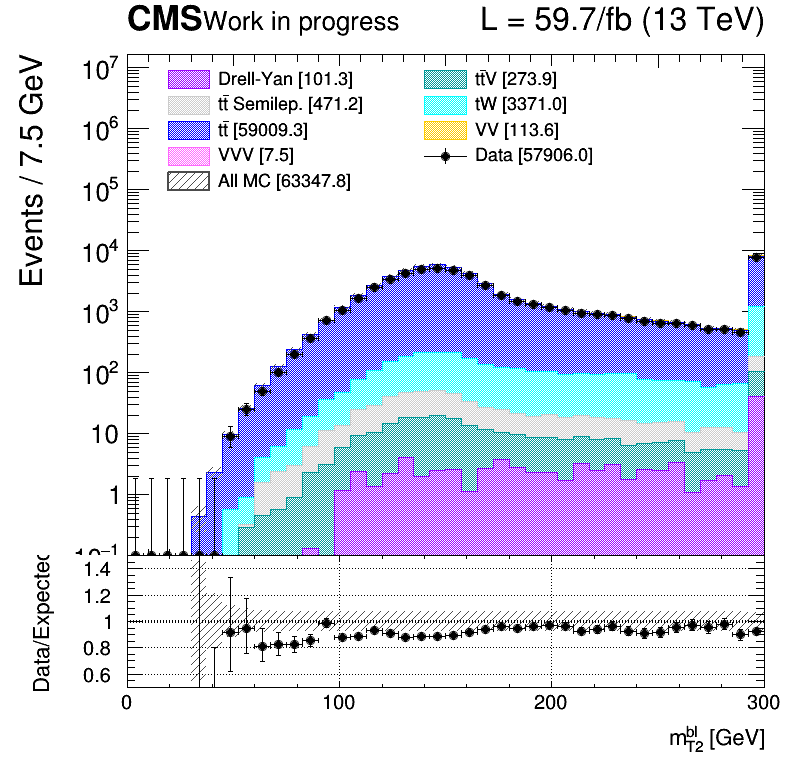 CMS Work in progress L = 59.7/fb (13 TeV)
Events / 7.5 GeV
10⁷
10⁶
10⁵
10⁴
10³
10²
10
1
10⁻¹
Drell-Yan [101.3]
tt̄ Semilep. [471.2]
tt̄ [59009.3]
VVV [7.5]
All MC [63347.8]
tt̄V [273.9]
tW [3371.0]
VV [113.6]
Data [57906.0]
Data/Expected
1.4
1.2
1
0.8
0.6
0 100 200 300
m_T2^bl [GeV]